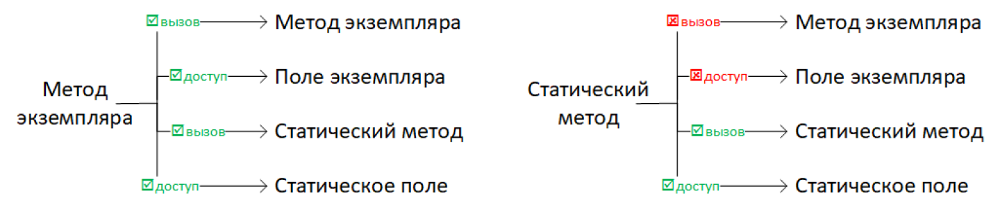 вызов Метод экземпляра
доступ Поле экземпляра
Метод
экземпляра
вызов Статический метод
доступ Статическое поле
вызов Метод экземпляра
доступ Поле экземпляра
Статический
метод
вызов Статический метод
доступ Статическое поле